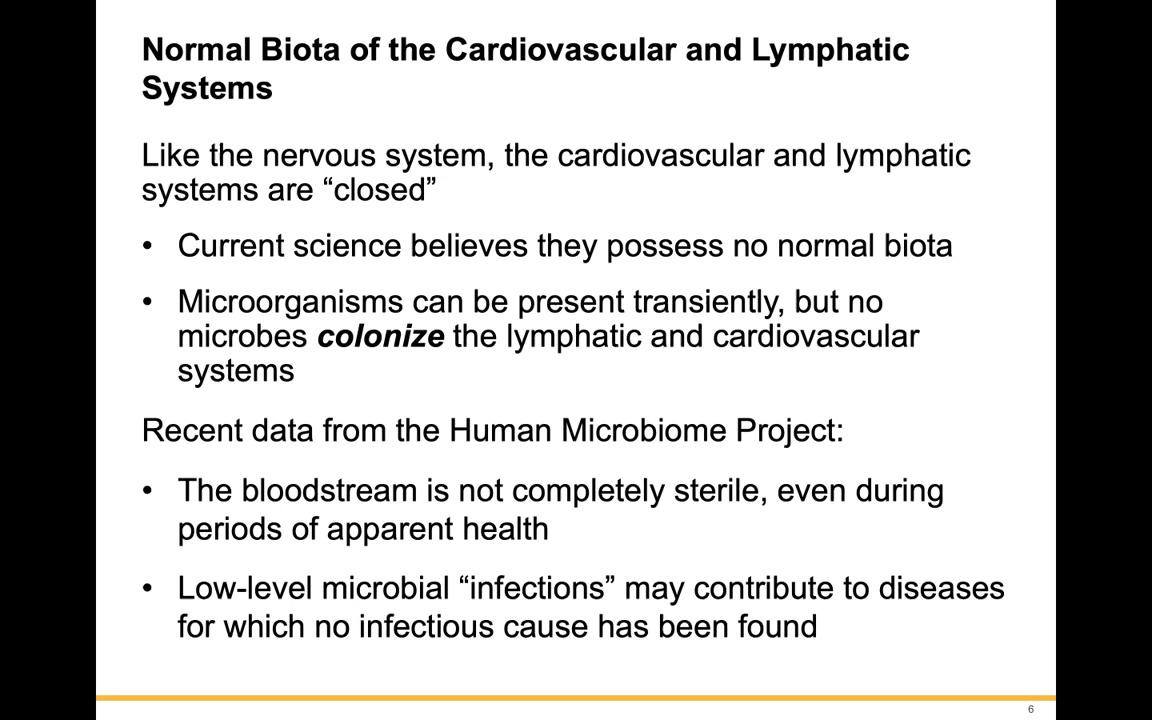 Normal Biota of the Cardiovascular and Lymphatic
Systems
Like the nervous system, the cardiovascular and lymphatic
systems are “closed”
• Current science believes they possess no normal biota
• Microorganisms can be present transiently, but no
microbes colonize the lymphatic and cardiovascular
systems
Recent data from the Human Microbiome Project:
• The bloodstream is not completely sterile, even during
periods of apparent health
• Low-level microbial “infections” may contribute to diseases
for which no infectious cause has been found
6